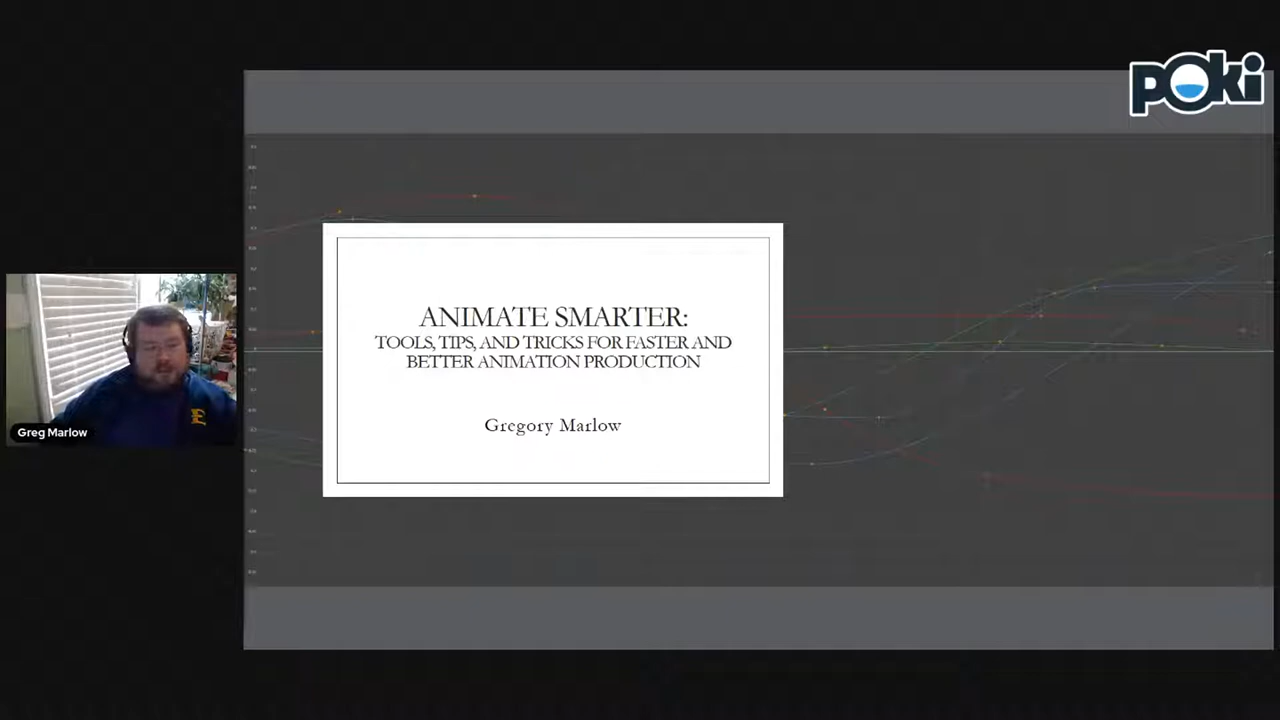 poki
ANIMATE SMARTER:
TOOLS, TIPS, AND TRICKS FOR FASTER AND
BETTER ANIMATION PRODUCTION
Gregory Marlow
Greg Marlow